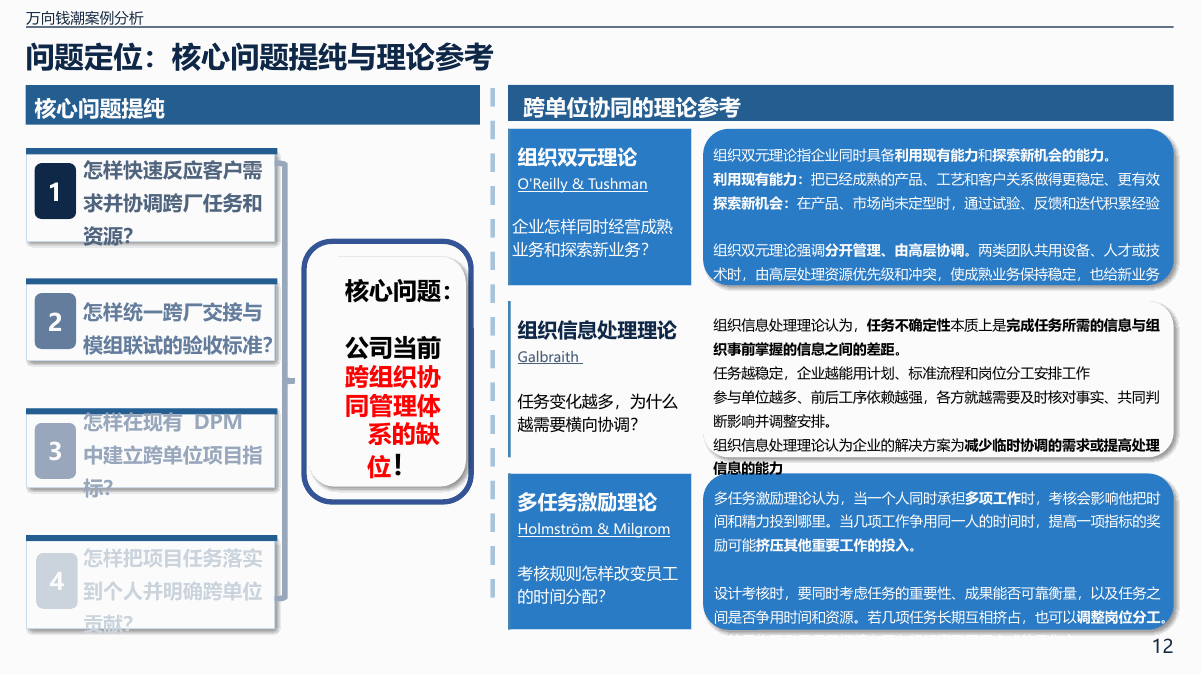 万向钱潮案例分析
问题定位：核心问题提纯与理论参考
核心问题提纯
1
怎样快速反应客户需
求并协调跨厂任务和
资源？
2
怎样统一跨厂交接与
模组联试的验收标准？
3
怎样在现有 DPM
中建立跨单位项目指
标？
4
怎样把项目任务落实
到个人并明确跨单位
贡献？
核心问题：
公司当前
跨组织协
同管理体
系的缺
位！
跨单位协同的理论参考
组织双元理论
O'Reilly & Tushman
企业怎样同时经营成熟
业务和探索新业务？
组织双元理论指企业同时具备利用现有能力和探索新机会的能力。
利用现有能力：把已经成熟的产品、工艺和客户关系做得更稳定、更有效
探索新机会：在产品、市场尚未定型时，通过试验、反馈和迭代积累经验
组织双元理论强调分开管理、由高层协调。两类团队共用设备、人才或技
术时，由高层处理资源优先级和冲突，使成熟业务保持稳定，也给新业务
组织信息处理理论
Galbraith
任务变化越多，为什么
越需要横向协调？
组织信息处理理论认为，任务不确定性本质上是完成任务所需的信息与组
织事前掌握的信息之间的差距。
任务越稳定，企业越能用计划、标准流程和岗位分工安排工作
参与单位越多、前后工序依赖越强，各方就越需要及时核对事实、共同判
断影响并调整安排。
组织信息处理理论认为企业的解决方案为减少临时协调的需求或提高处理
信息的能力
多任务激励理论
Holmström & Milgrom
考核规则怎样改变员工
的时间分配？
多任务激励理论认为，当一个人同时承担多项工作时，考核会影响他把时
间和精力投到哪里。当几项工作争用同一人的时间时，提高一项指标的奖
励可能挤压其他重要工作的投入。
设计考核时，要同时考虑任务的重要性、成果能否可靠衡量，以及任务之
间是否争用时间和资源。若几项任务长期互相挤占，也可以调整岗位分工。
12